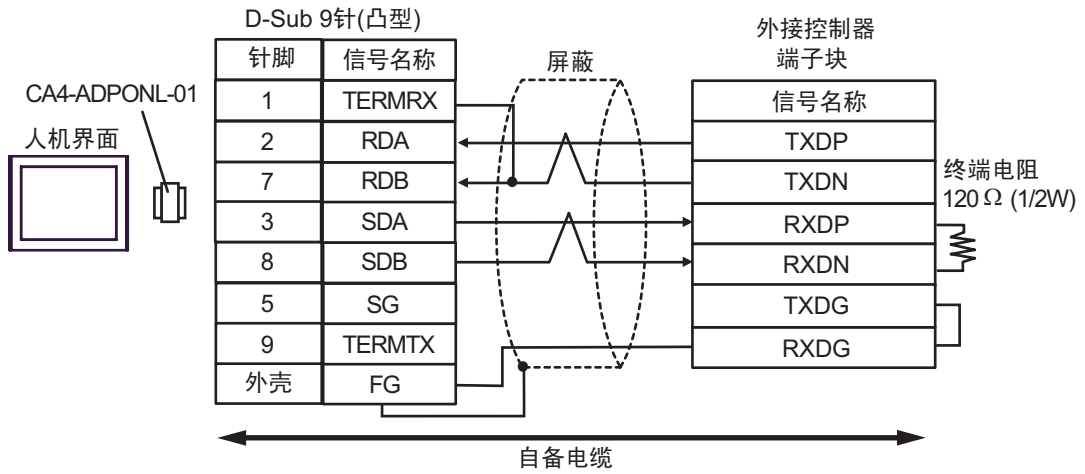 D-Sub 9针(凸型)
针脚 信号名称
1 TERMRX
2 RDA
7 RDB
3 SDA
8 SDB
5 SG
9 TERMTX
外壳 FG
CA4-ADPONL-01
人机界面
屏蔽
外接控制器
端子块
信号名称
TXDP
TXDN
RXDP
RXDN
TXDG
RXDG
终端电阻
120 Ω (1/2W)
自备电缆